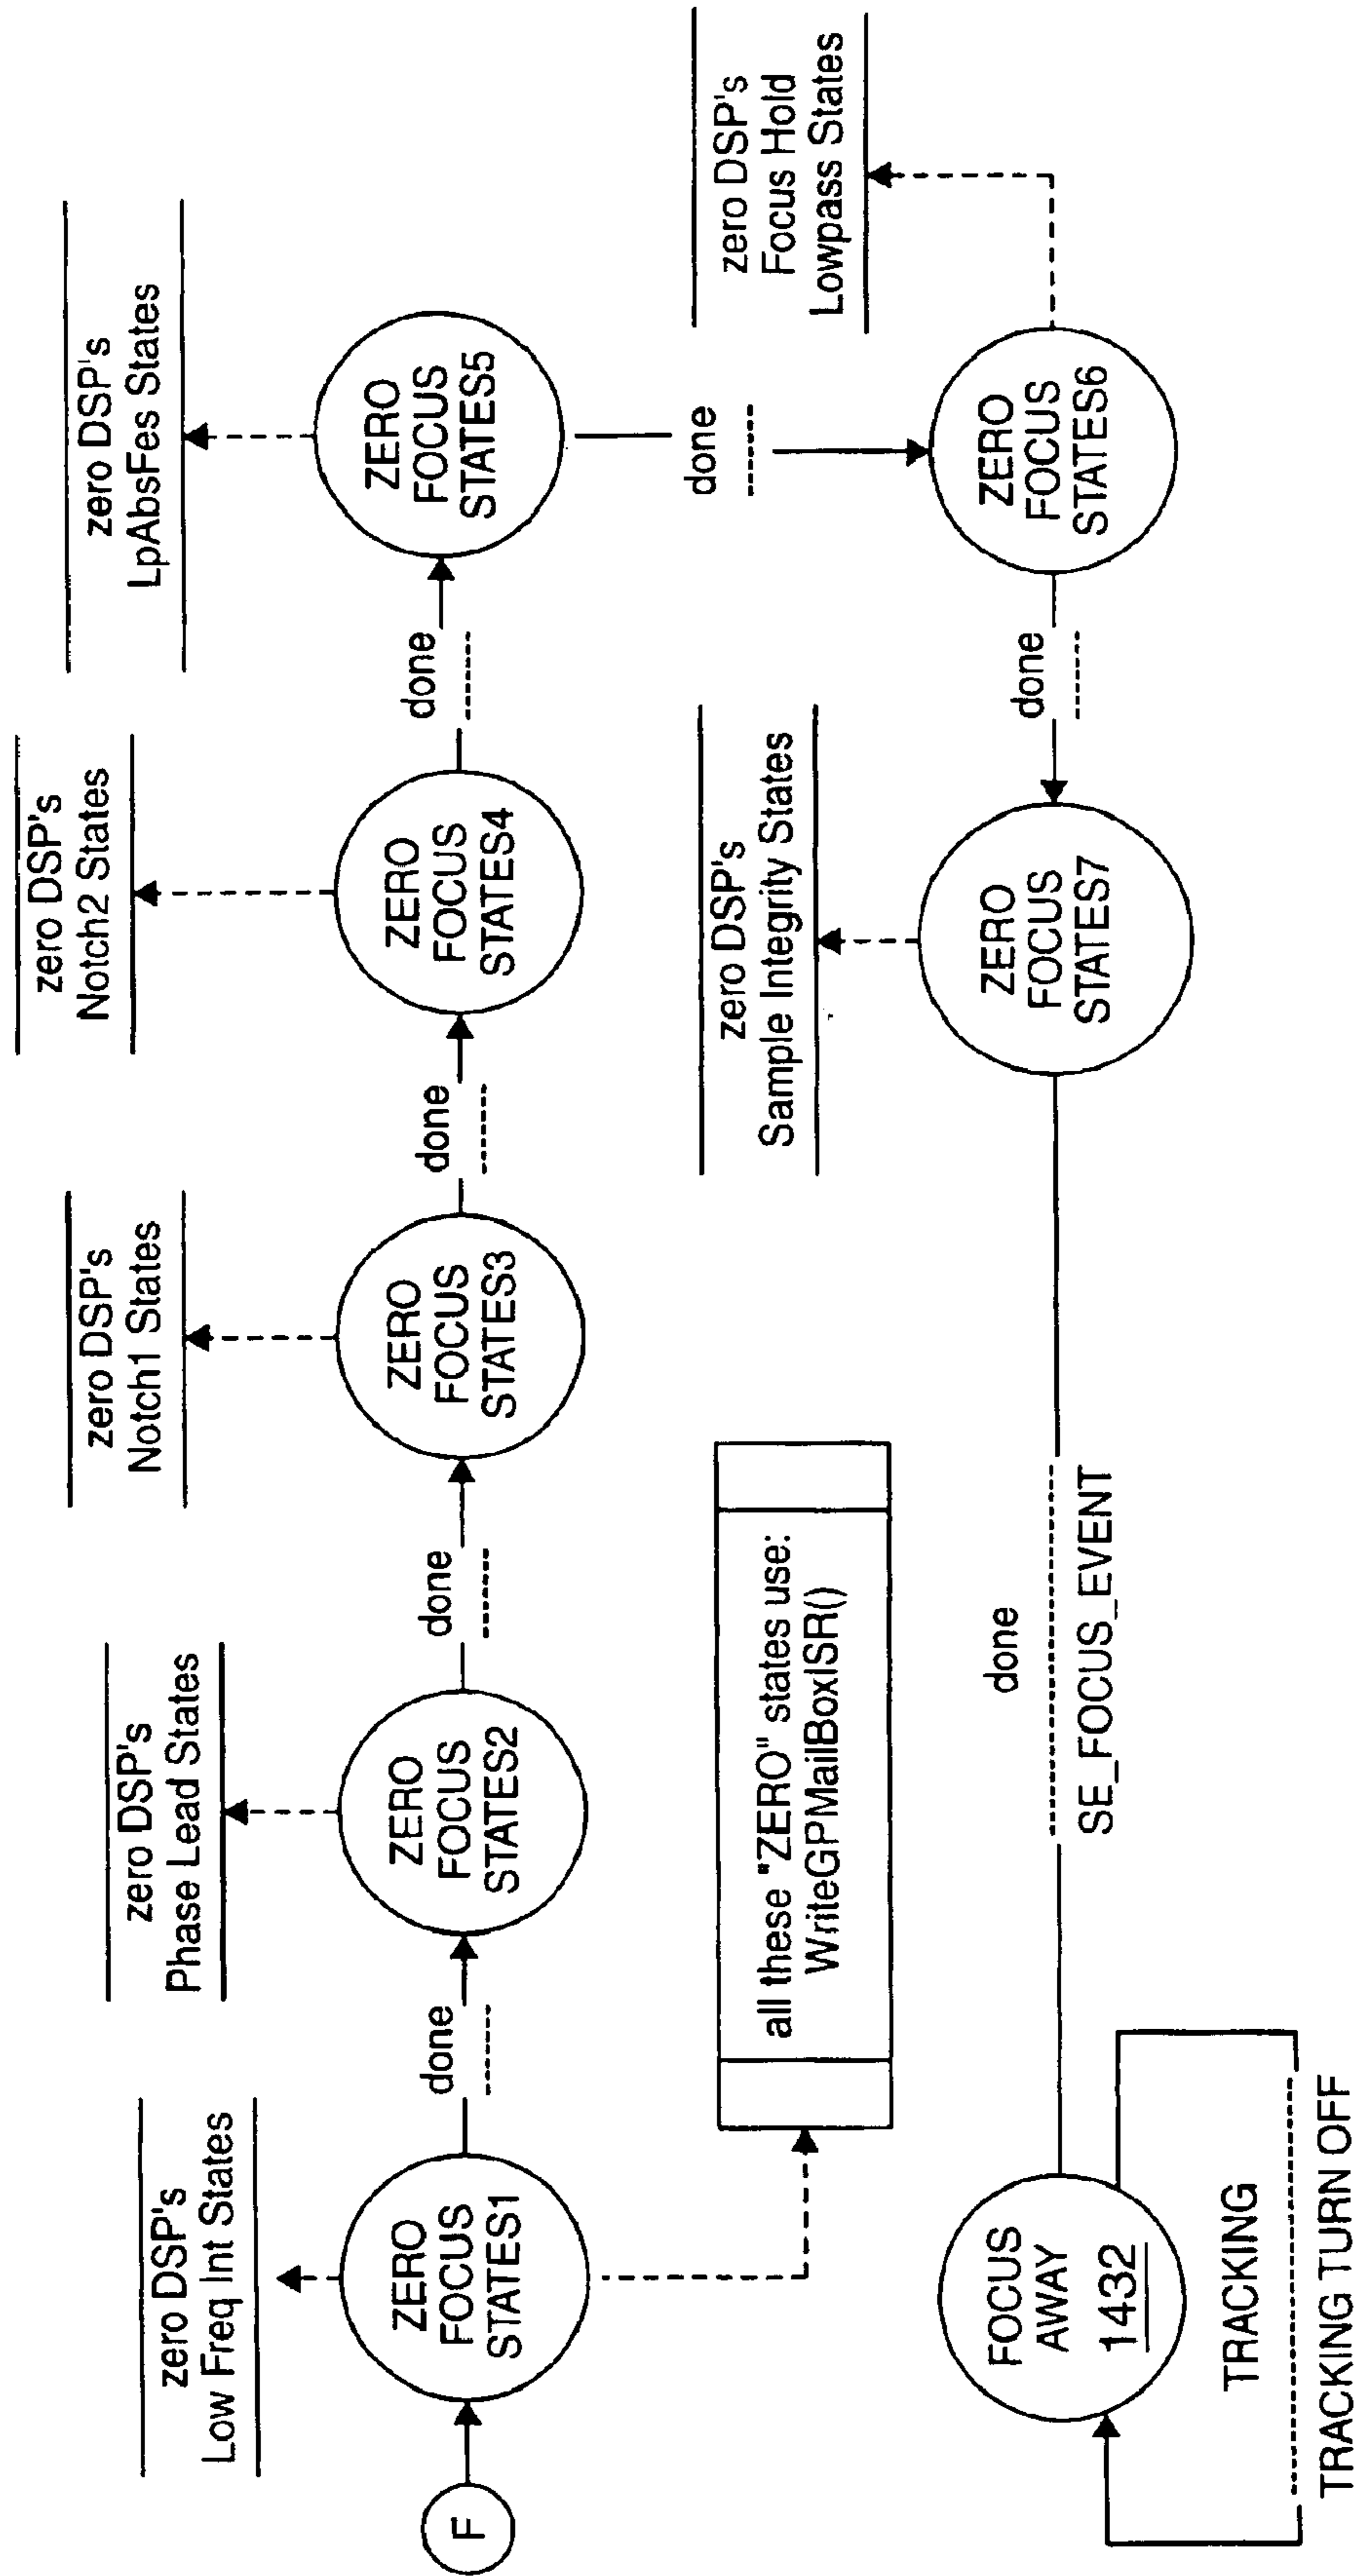 zero DSP's
Low Freq Int States
zero DSP's
Phase Lead States
zero DSP's
Notch1 States
zero DSP's
Notch2 States
zero DSP's
LpAbsFes States
F
ZERO
FOCUS
STATES1
done
ZERO
FOCUS
STATES2
done
ZERO
FOCUS
STATES3
done
ZERO
FOCUS
STATES4
done
ZERO
FOCUS
STATES5
done
all these "ZERO" states use:
WriteGPMailBoxISR()
zero DSP's
Sample Integrity States
zero DSP's
Focus Hold
Lowpass States
FOCUS
AWAY
1432
done
SE_FOCUS_EVENT
ZERO
FOCUS
STATES7
done
ZERO
FOCUS
STATES6
TRACKING
TRACKING TURN OFF